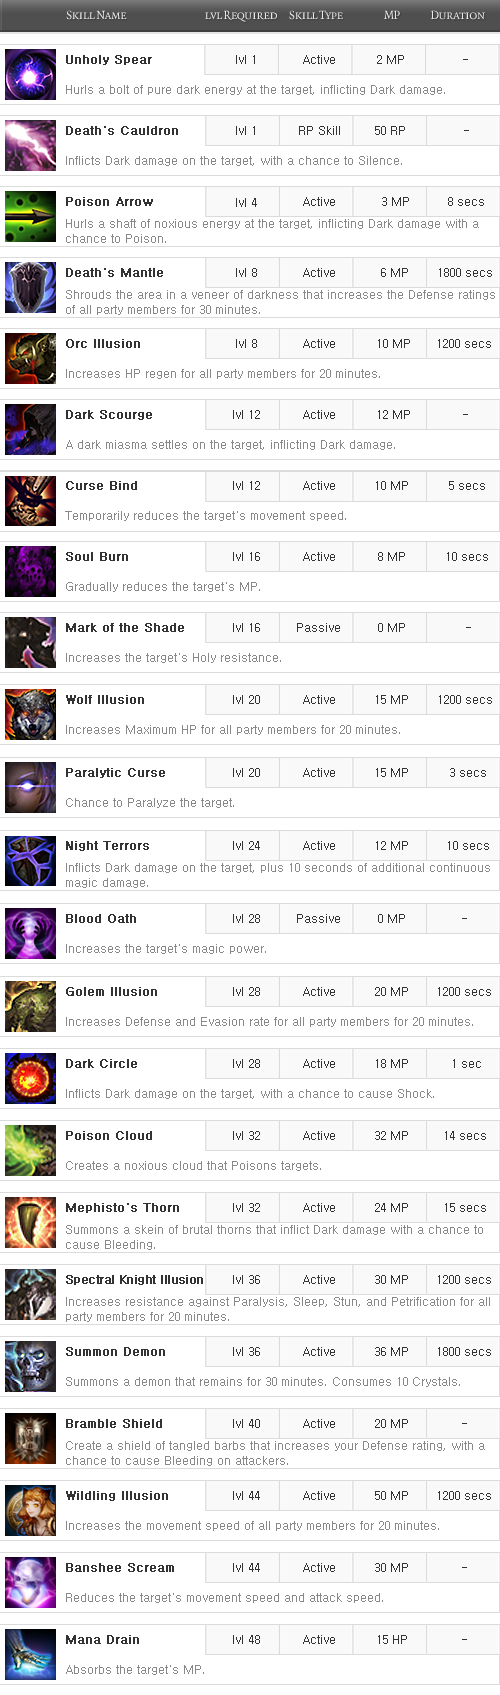 SKILL NAME LVL REQUIRED SKILL TYPE MP DURATION
Unholy Spear lvl 1 Active 2 MP -
Hurls a bolt of pure dark energy at the target, inflicting Dark damage.
Death's Cauldron lvl 1 RP Skill 50 RP -
Inflicts Dark damage on the target, with a chance to Silence.
Poison Arrow lvl 4 Active 3 MP 8 secs
Hurls a shaft of noxious energy at the target, inflicting Dark damage with a
chance to Poison.
Death's Mantle lvl 8 Active 6 MP 1800 secs
Shrouds the area in a veneer of darkness that increases the Defense ratings
of all party members for 30 minutes.
Orc Illusion lvl 8 Active 10 MP 1200 secs
Increases HP regen for all party members for 20 minutes.
Dark Scourge lvl 12 Active 12 MP -
A dark miasma settles on the target, inflicting Dark damage.
Curse Bind lvl 12 Active 10 MP 5 secs
Temporarily reduces the target's movement speed.
Soul Burn lvl 16 Active 8 MP 10 secs
Gradually reduces the target's MP.
Mark of the Shade lvl 16 Passive 0 MP -
Increases the target's Holy resistance.
Wolf Illusion lvl 20 Active 15 MP 1200 secs
Increases Maximum HP for all party members for 20 minutes.
Paralytic Curse lvl 20 Active 15 MP 3 secs
Chance to Paralyze the target.
Night Terrors lvl 24 Active 12 MP 10 secs
Inflicts Dark damage on the target, plus 10 seconds of additional continuous
magic damage.
Blood Oath lvl 28 Passive 0 MP -
Increases the target's magic power.
Golem Illusion lvl 28 Active 20 MP 1200 secs
Increases Defense and Evasion rate for all party members for 20 minutes.
Dark Circle lvl 28 Active 18 MP 1 sec
Inflicts Dark damage on the target, with a chance to cause Shock.
Poison Cloud lvl 32 Active 32 MP 14 secs
Creates a noxious cloud that Poisons targets.
Mephisto's Thorn lvl 32 Active 24 MP 15 secs
Summons a skein of brutal thorns that inflict Dark damage with a chance to
cause Bleeding.
Spectral Knight Illusion lvl 36 Active 30 MP 1200 secs
Increases resistance against Paralysis, Sleep, Stun, and Petrification for all
party members for 20 minutes.
Summon Demon lvl 36 Active 36 MP 1800 secs
Summons a demon that remains for 30 minutes. Consumes 10 Crystals.
Bramble Shield lvl 40 Active 20 MP -
Create a shield of tangled barbs that increases your Defense rating, with a
chance to cause Bleeding on attackers.
Wildling Illusion lvl 44 Active 50 MP 1200 secs
Increases the movement speed of all party members for 20 minutes.
Banshee Scream lvl 44 Active 30 MP -
Reduces the target's movement speed and attack speed.
Mana Drain lvl 48 Active 15 HP -
Absorbs the target's MP.